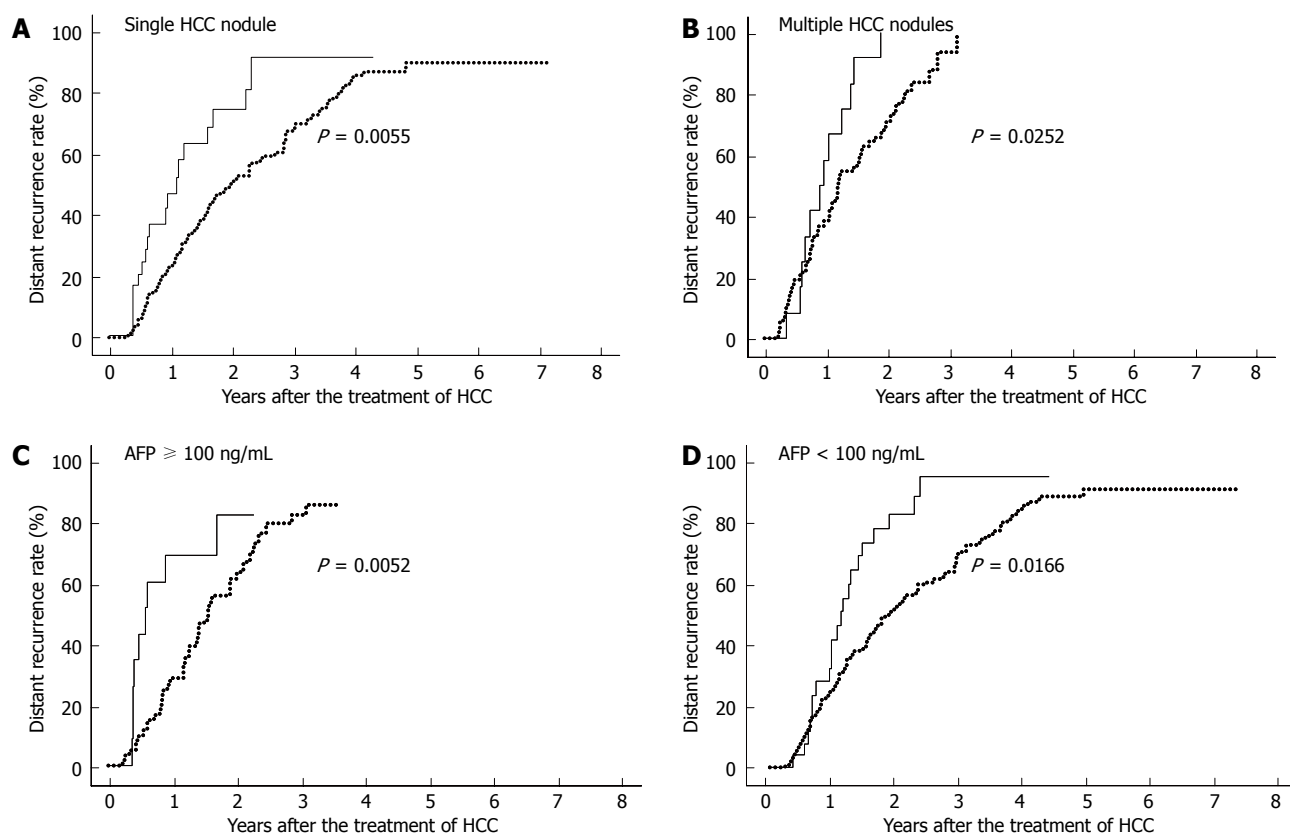 A
Single HCC nodule
100
80
60
40
20
0
Distant recurrence rate (%)
P = 0.0055
0 1 2 3 4 5 6 7 8
Years after the treatment of HCC
B
Multiple HCC nodules
100
80
60
40
20
0
Distant recurrence rate (%)
P = 0.0252
0 1 2 3 4 5 6 7 8
Years after the treatment of HCC
C
AFP ⩾ 100 ng/mL
100
80
60
40
20
0
Distant recurrence rate (%)
P = 0.0052
0 1 2 3 4 5 6 7 8
Years after the treatment of HCC
D
AFP < 100 ng/mL
100
80
60
40
20
0
Distant recurrence rate (%)
P = 0.0166
0 1 2 3 4 5 6 7 8
Years after the treatment of HCC